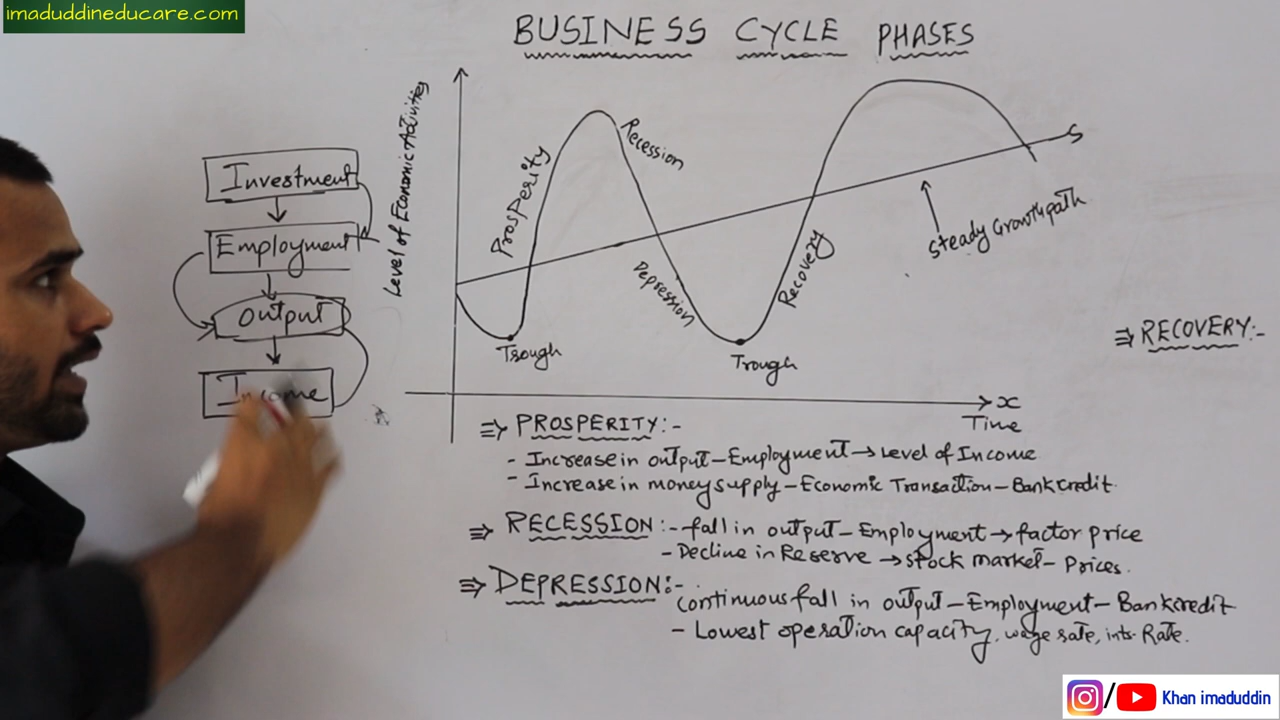 imaduddineducare.com
BUSINESS CYCLE PHASES
Investment
Employment
Output
Income
Level of Economic Activities
Prosperity
Recession
Depression
Recovery
Trough
Trough
S
Steady Growth path
x
Time
⇒ PROSPERITY:-
- Increase in output - Employment → Level of Income
- Increase in money supply - Economic Transaction - Bank credit
⇒ RECESSION:- fall in output - Employment → factor price
- Decline in Reserve → stock market - Prices.
⇒ DEPRESSION:-
continuous fall in output - Employment - Bank credit
- Lowest operation capacity, wage rate, int. Rate.
⇒ RECOVERY:-
Khan imaduddin